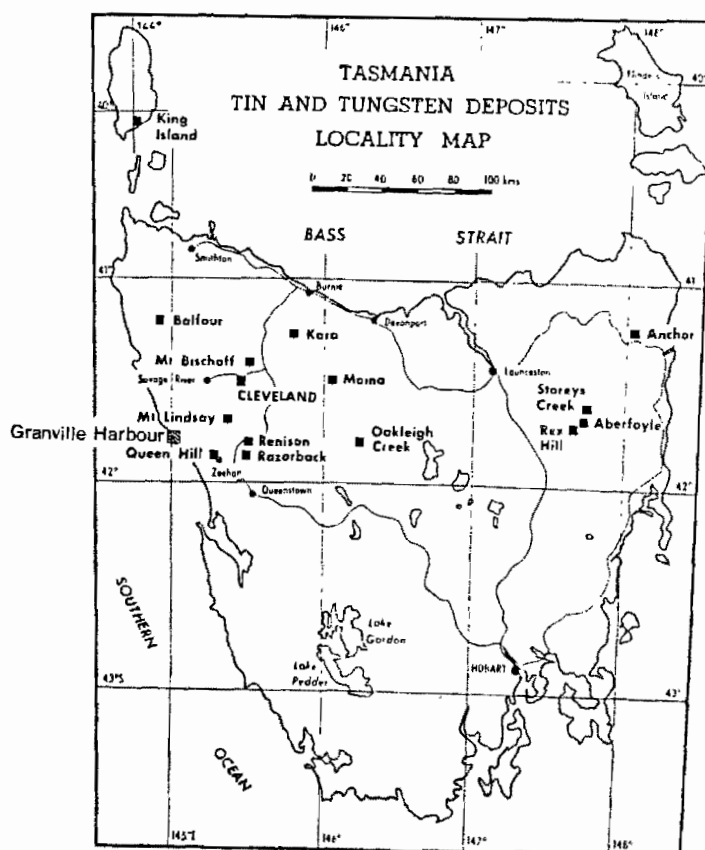 144°
146°
147°
148°
TASMANIA
TIN AND TUNGSTEN DEPOSITS
LOCALITY MAP
Flinders
Island
40°
40°
King
Island
0 20 40 60 80 100 kms
BASS STRAIT
Smithton
41°
41°
Burnie
Devonport
Balfour
Kara
Anchor
Mt Bischoff
Launceston
Savage River
CLEVELAND
Moina
Storeys
Creek
Aberfoyle
Mt Lindsay
Rex
Hill
Granville Harbour
Renison
Oakleigh
Creek
Queen Hill
Razorback
Zeehan
42°
42°
Queenstown
SOUTHERN
Lake
Gordon
Lake
Pedder
HOBART
43°S
43°
OCEAN
145°E
146°
147°
148°